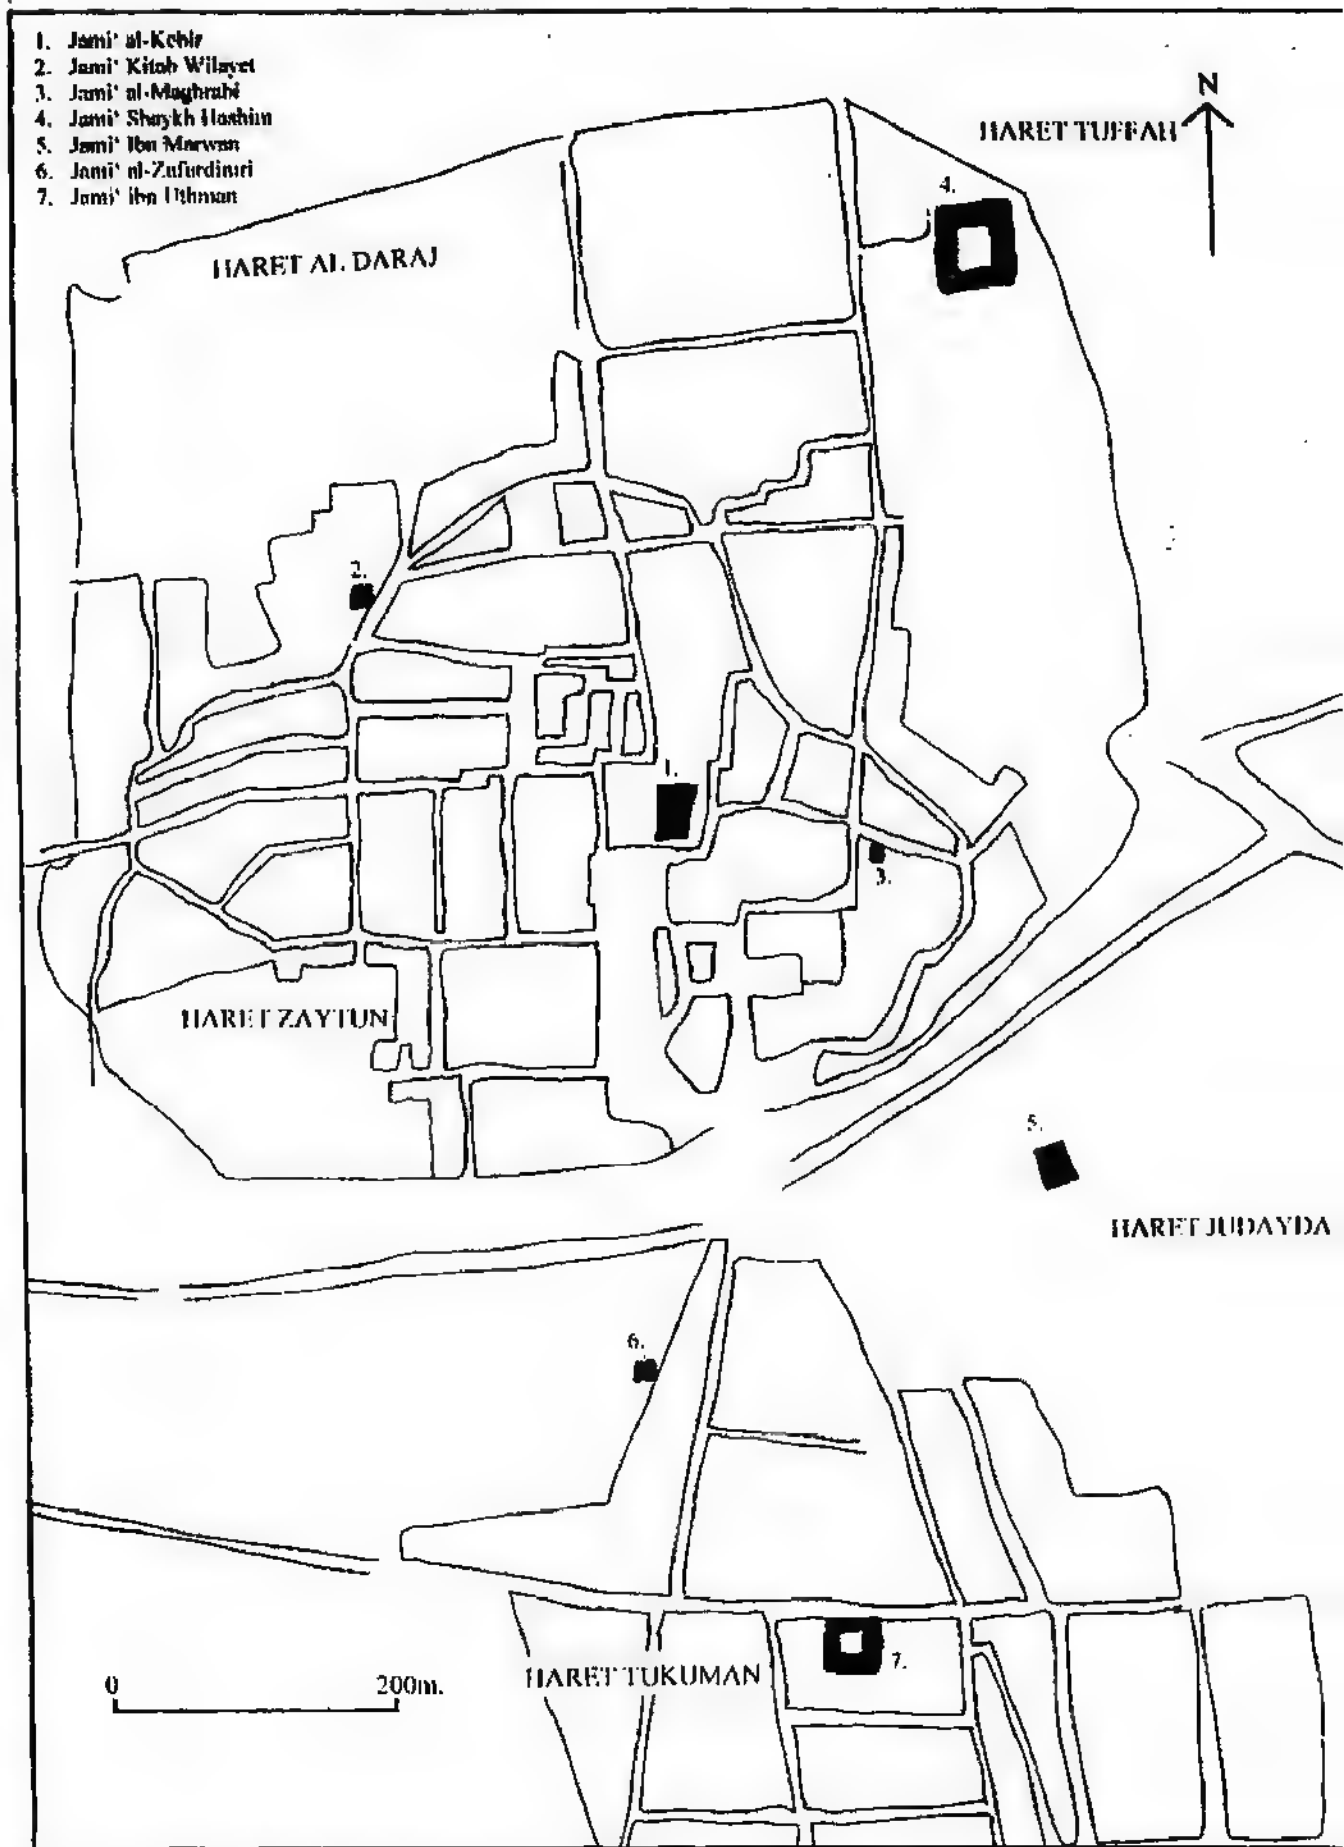 1. Jami' al-Kebir
2. Jami' Kitab Wilayet
3. Jami' al-Maghrabi
4. Jami' Shaykh Hashim
5. Jami' Ibn Marwan
6. Jami' al-Zufurdimri
7. Jami' ibn Uthman
N
HARET TUFFAH
4.
HARET AL DARAJ
2.
1.
3.
HARET ZAYTUN
5.
HARET JUDAYDA
6.
7.
HARET TUKUMAN
0 200m.